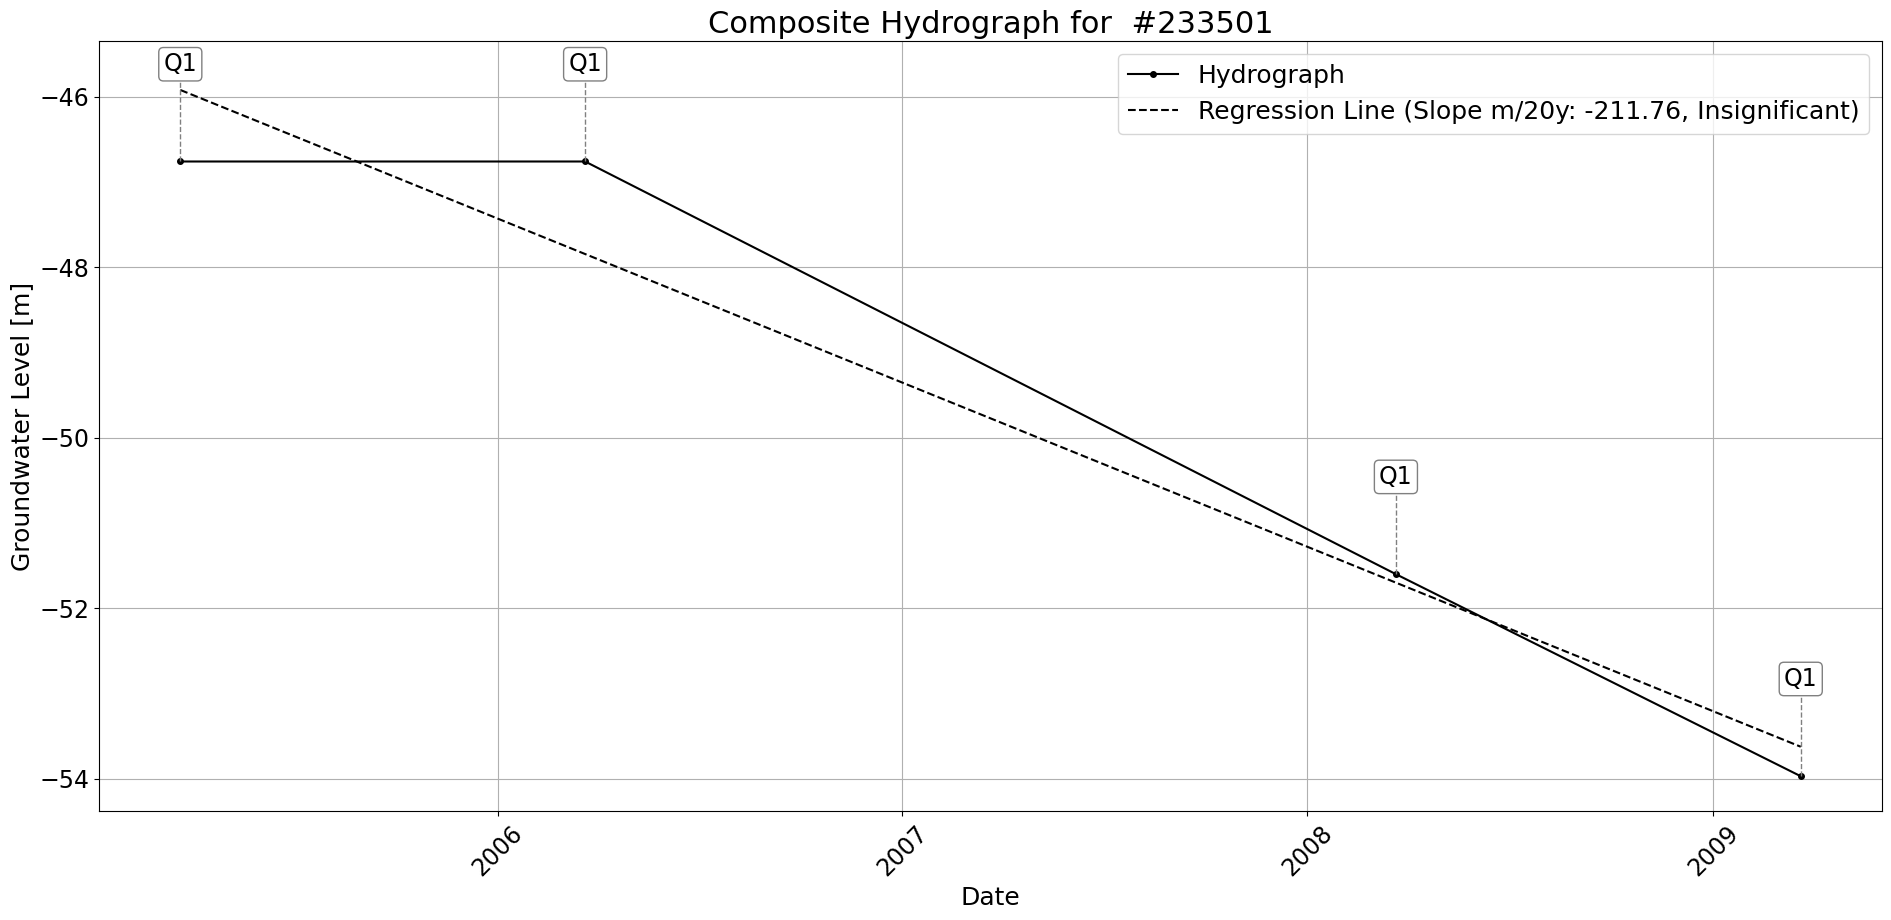 Composite Hydrograph for  #233501
Q1
Q1
Hydrograph
Regression Line (Slope m/20y: -211.76, Insignificant)
−46
−48
−50
−52
−54
Groundwater Level [m]
Q1
Q1
2006
2007
2008
2009
Date